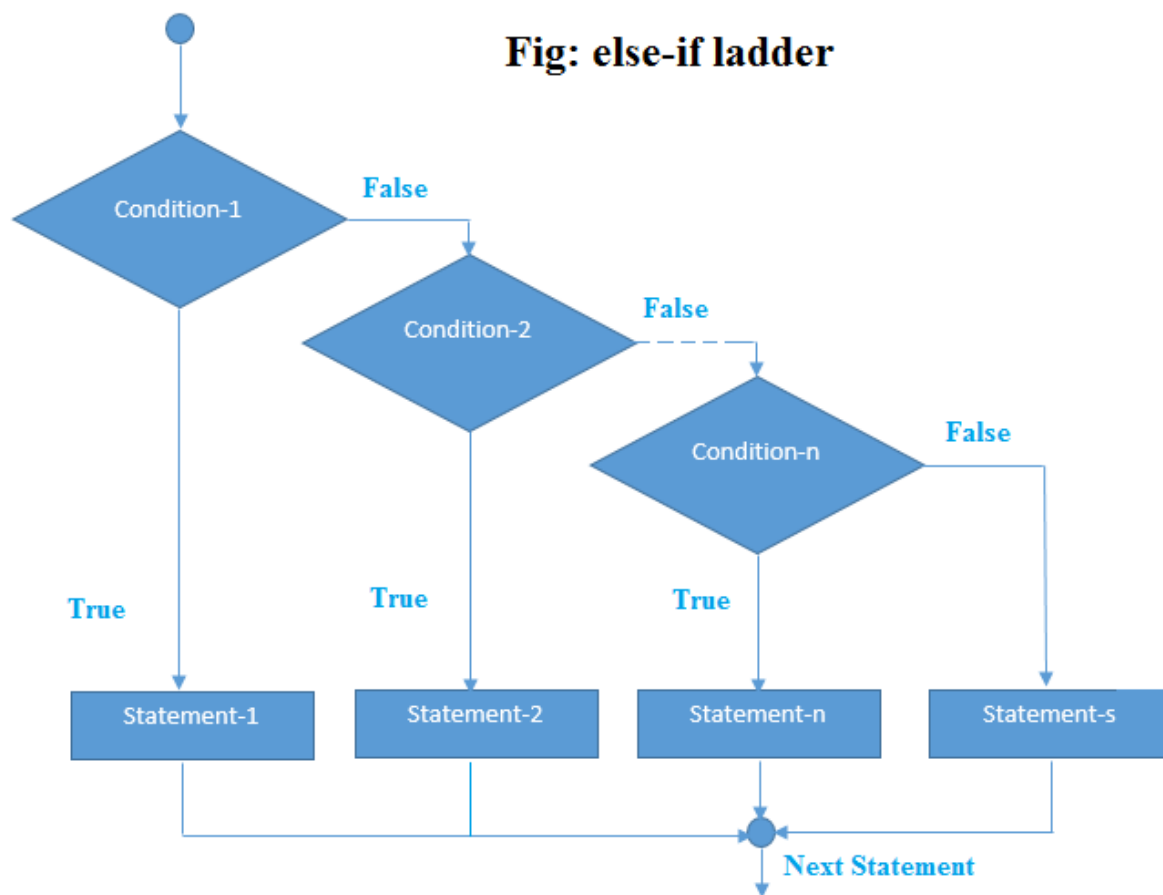 Fig: else-if ladder
Condition-1
False
Condition-2
False
Condition-n
False
True
True
True
Statement-1
Statement-2
Statement-n
Statement-s
Next Statement